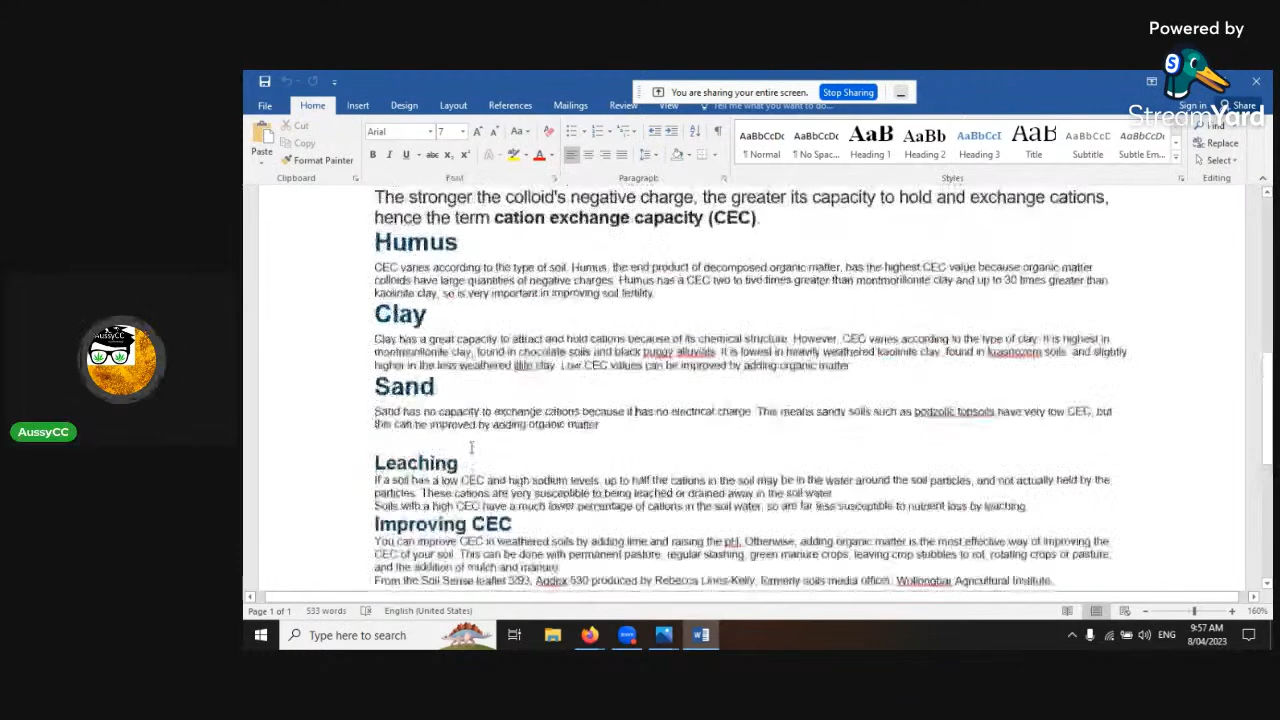 Powered by
StreamYard
You are sharing your entire screen. Stop Sharing
File Home Insert Design Layout References Mailings Review View Tell me what you want to do... Sign in Share
Paste
Cut
Copy
Format Painter
Arial 7
AaBbCcDc AaBbCcDc AaB AaBb AaBbCcI AaB AaBbCcD AaBbCcDc
¶ Normal ¶ No Spac... Heading 1 Heading 2 Heading 3 Title Subtitle Subtle Em...
Find
Replace
Select
Clipboard Font Paragraph Styles Editing
The stronger the colloid's negative charge, the greater its capacity to hold and exchange cations,
hence the term cation exchange capacity (CEC).
Humus
CEC varies according to the type of soil. Humus, the end product of decomposed organic matter, has the highest CEC value because organic matter
colloids have large quantities of negative charges. Humus has a CEC two to five times greater than montmorillonite clay and up to 30 times greater than
kaolinite clay, so is very important in improving soil fertility.
Clay
Clay has a great capacity to attract and hold cations because of its chemical structure. However, CEC varies according to the type of clay. It is highest in
montmorillonite clay, found in chocolate soils and black puggy alluvials. It is lowest in heavily weathered kaolinite clay, found in krasnozem soils, and slightly
higher in the less weathered illite clay. Low CEC values can be improved by adding organic matter.
Sand
Sand has no capacity to exchange cations because it has no electrical charge. This means sandy soils such as podzolic topsoils have very low CEC, but
this can be improved by adding organic matter.
Leaching
If a soil has a low CEC and high sodium levels, up to half the cations in the soil may be in the water around the soil particles, and not actually held by the
particles. These cations are very susceptible to being leached or drained away in the soil water.
Soils with a high CEC have a much lower percentage of cations in the soil water, so are far less susceptible to nutrient loss by leaching.
Improving CEC
You can improve CEC in weathered soils by adding lime and raising the pH. Otherwise, adding organic matter is the most effective way of improving the
CEC of your soil. This can be done with permanent pasture, regular slashing, green manure crops, leaving crop stubbles to rot, rotating crops or pasture,
and the addition of mulch and manure.
From the Soil Sense leaflet 3/93, Agdex 530 produced by Rebecca Lines-Kelly, formerly soils media officer, Wollongbar Agricultural Institute.
Page 1 of 1 533 words English (United States) 160%
Type here to search
ENG
9:57 AM
8/04/2023
AussyCC
AussyCC